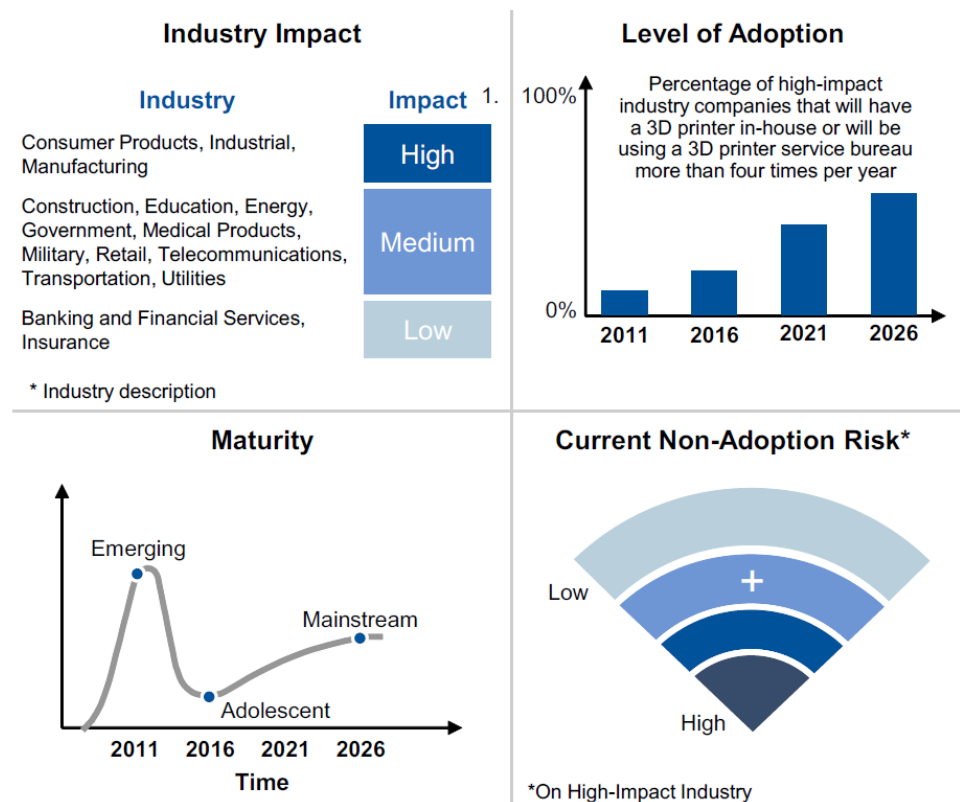 Industry Impact
Industry
Impact
1.
Consumer Products, Industrial,
Manufacturing
High
Construction, Education, Energy,
Government, Medical Products,
Military, Retail, Telecommunications,
Transportation, Utilities
Medium
Banking and Financial Services,
Insurance
Low
* Industry description
Level of Adoption
100%
Percentage of high-impact
industry companies that will have
a 3D printer in-house or will be
using a 3D printer service bureau
more than four times per year
0%
2011 2016 2021 2026
Maturity
Emerging
Mainstream
Adolescent
2011 2016 2021 2026
Time
Current Non-Adoption Risk*
Low
+
High
*On High-Impact Industry